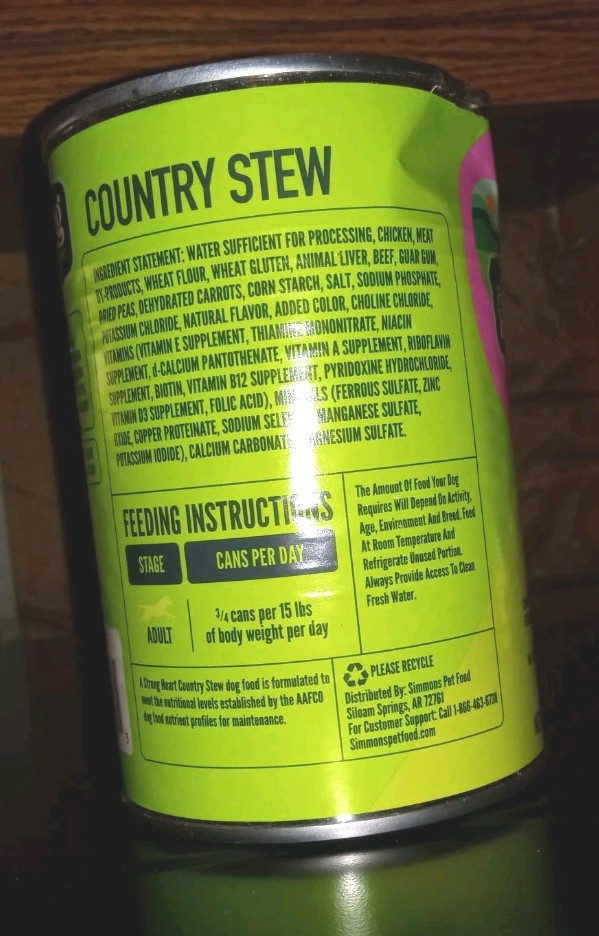 COUNTRY STEW
INGREDIENT STATEMENT: WATER SUFFICIENT FOR PROCESSING, CHICKEN, MEAT
BY-PRODUCTS, WHEAT FLOUR, WHEAT GLUTEN, ANIMAL LIVER, BEEF, GUAR GUM,
DRIED PEAS, DEHYDRATED CARROTS, CORN STARCH, SALT, SODIUM PHOSPHATE,
POTASSIUM CHLORIDE, NATURAL FLAVOR, ADDED COLOR, CHOLINE CHLORIDE,
VITAMINS (VITAMIN E SUPPLEMENT, THIAMINE MONONITRATE, NIACIN
SUPPLEMENT, d-CALCIUM PANTOTHENATE, VITAMIN A SUPPLEMENT, RIBOFLAVIN
SUPPLEMENT, BIOTIN, VITAMIN B12 SUPPLEMENT, PYRIDOXINE HYDROCHLORIDE,
VITAMIN D3 SUPPLEMENT, FOLIC ACID), MINERALS (FERROUS SULFATE, ZINC
OXIDE, COPPER PROTEINATE, SODIUM MANGANESE SULFATE,
POTASSIUM IODIDE), CALCIUM CARBONATE MAGNESIUM SULFATE.
FEEDING INSTRUCTIONS
STAGE
CANS PER DAY
ADULT
3/4 cans per 15 lbs
of body weight per day
The Amount Of Food Your Dog
Requires Will Depend On Activity,
Age, Environment And Breed. Feed
At Room Temperature And
Refrigerate Unused Portion.
Always Provide Access To Clean
Fresh Water.
A Strong Heart Country Stew dog food is formulated to
meet the nutritional levels established by the AAFCO
dog food nutrient profiles for maintenance.
PLEASE RECYCLE
Distributed By: Simmons Pet Food
Siloam Springs, AR 72761
For Customer Support: Call 1-866-463-6738
Simmonspetfood.com
5